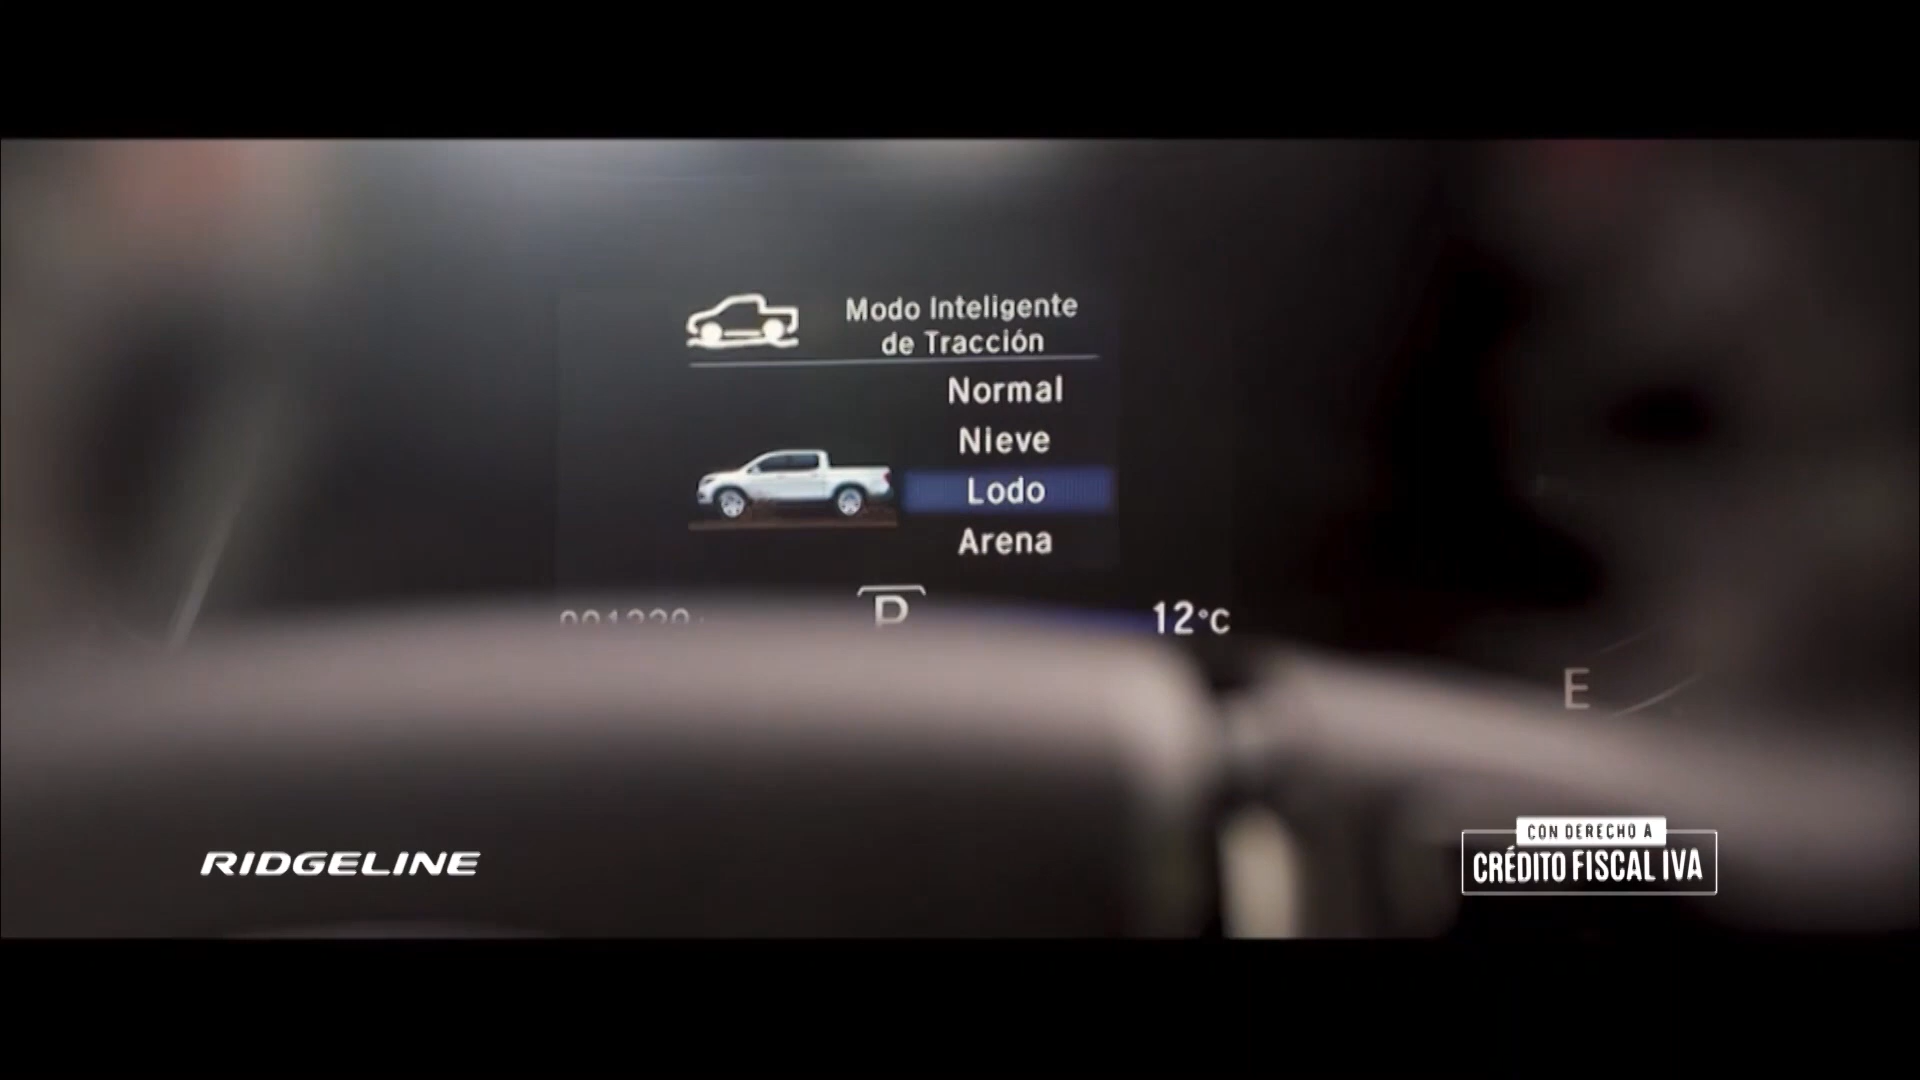 Modo Inteligente
de Tracción
Normal
Nieve
Lodo
Arena
P
12°C
E
RIDGELINE
CON DERECHO A
CRÉDITO FISCAL IVA